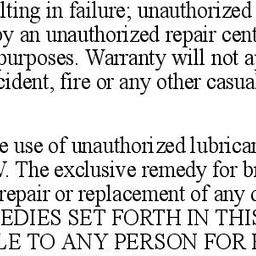 lting in failure; unauthorized
by an unauthorized repair cent
purposes. Warranty will not a
cident, fire or any other casual
e use of unauthorized lubrica
The exclusive remedy for b
repair or replacement of any
EDIES SET FORTH IN THIS
LE TO ANY PERSON FOR